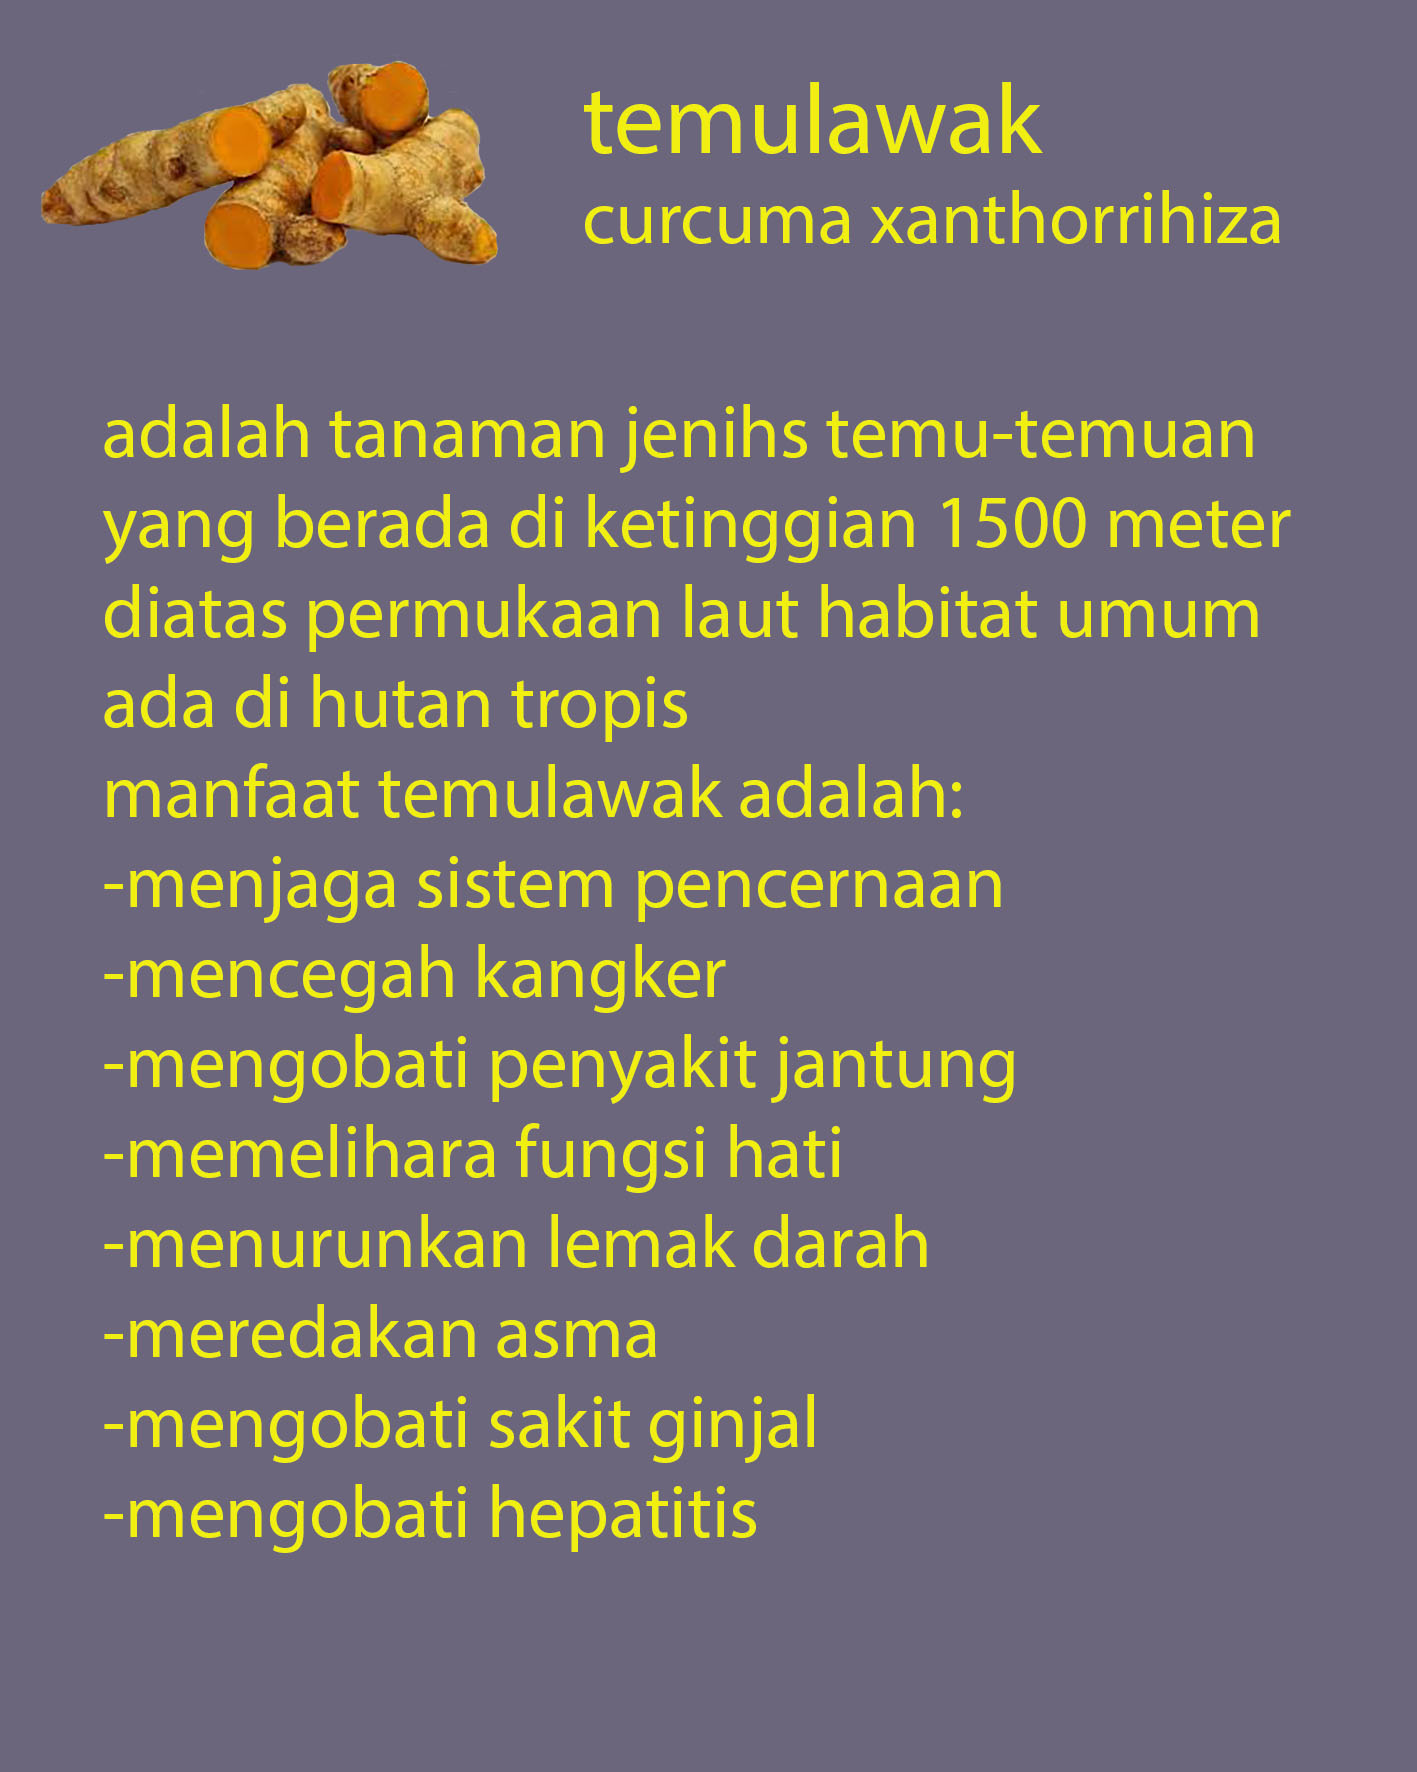 temulawak
curcuma xanthorrihiza
adalah tanaman jenihs temu-temuan
yang berada di ketinggian 1500 meter
diatas permukaan laut habitat umum
ada di hutan tropis
manfaat temulawak adalah:
-menjaga sistem pencernaan
-mencegah kangker
-mengobati penyakit jantung
-memelihara fungsi hati
-menurunkan lemak darah
-meredakan asma
-mengobati sakit ginjal
-mengobati hepatitis